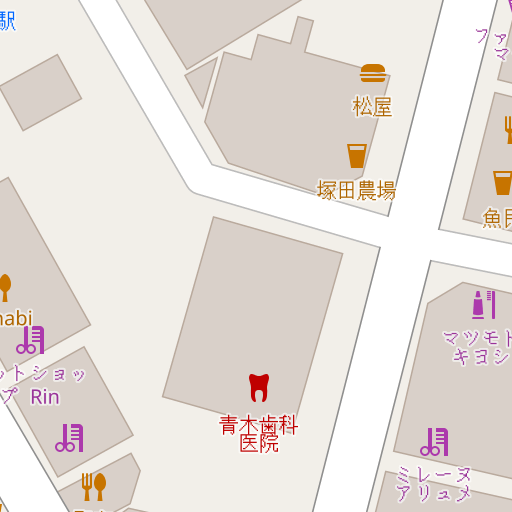 駅
ファ
マ
松屋
塚田農場
魚民
nabi
マツモト
キヨシ
ットショッ
プ Rin
青木歯科
医院
ミレーヌ
アリュメ